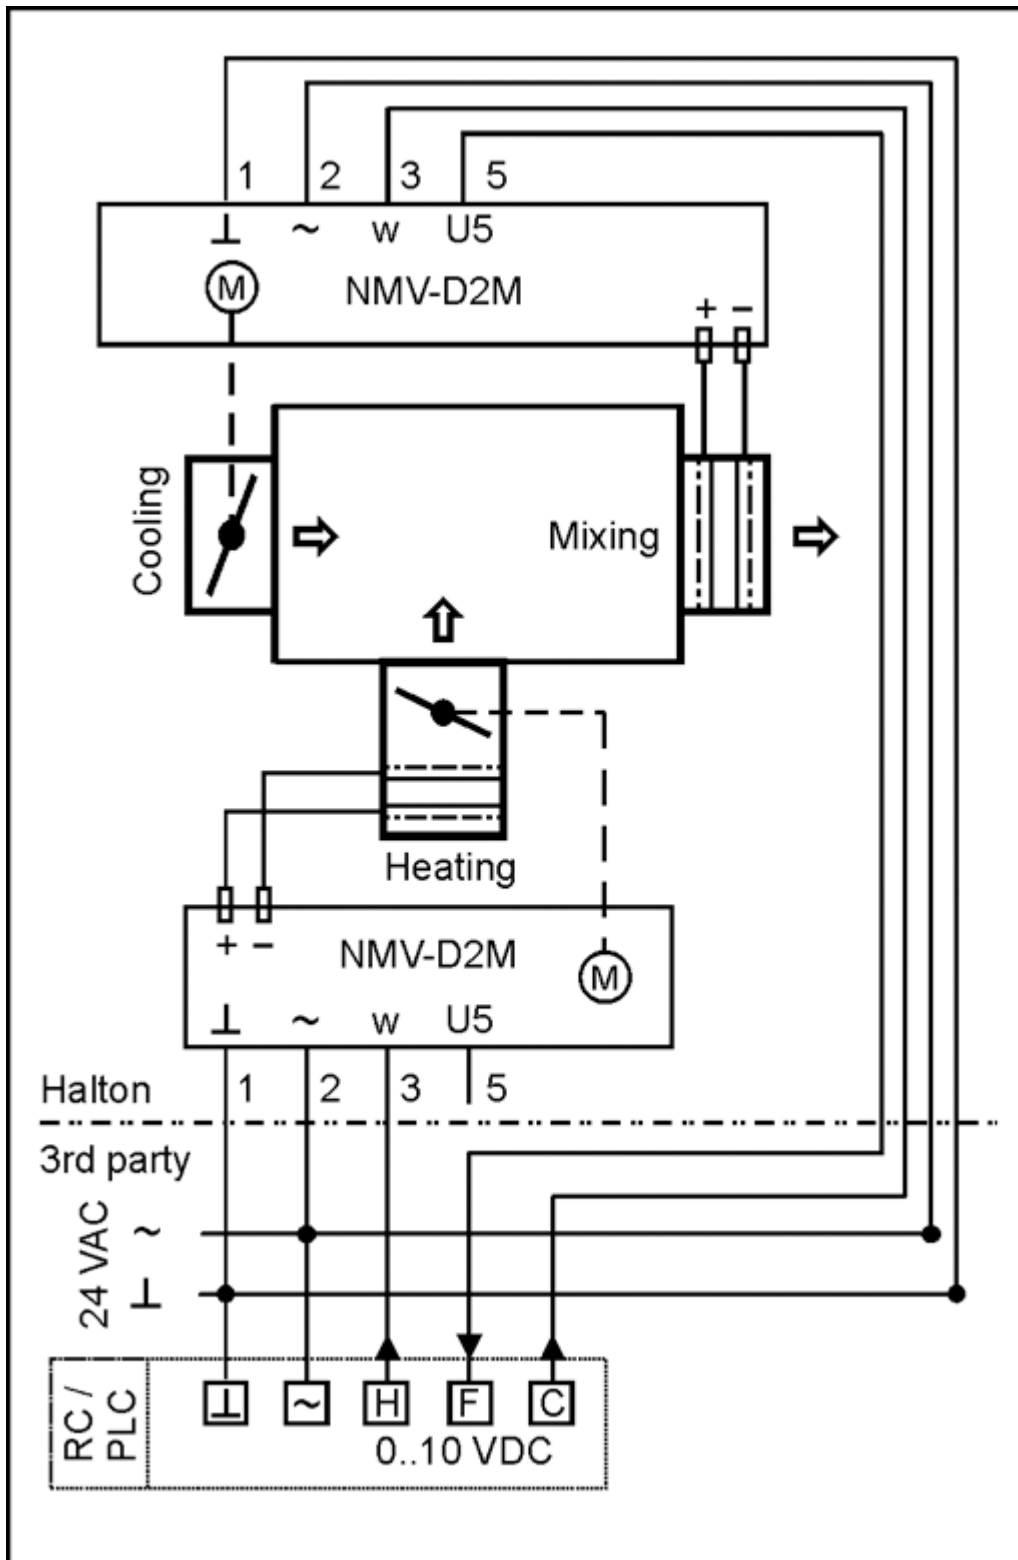 1 2 3 5
⊥ ~ w U5
M NMV-D2M
+ −
Cooling
Mixing
Heating
+ −
NMV-D2M
M
⊥ ~ w U5
1 2 3 5
Halton
3rd party
24 VAC
~
⊥
RC /
PLC
⊥ ~ H F C
0..10 VDC